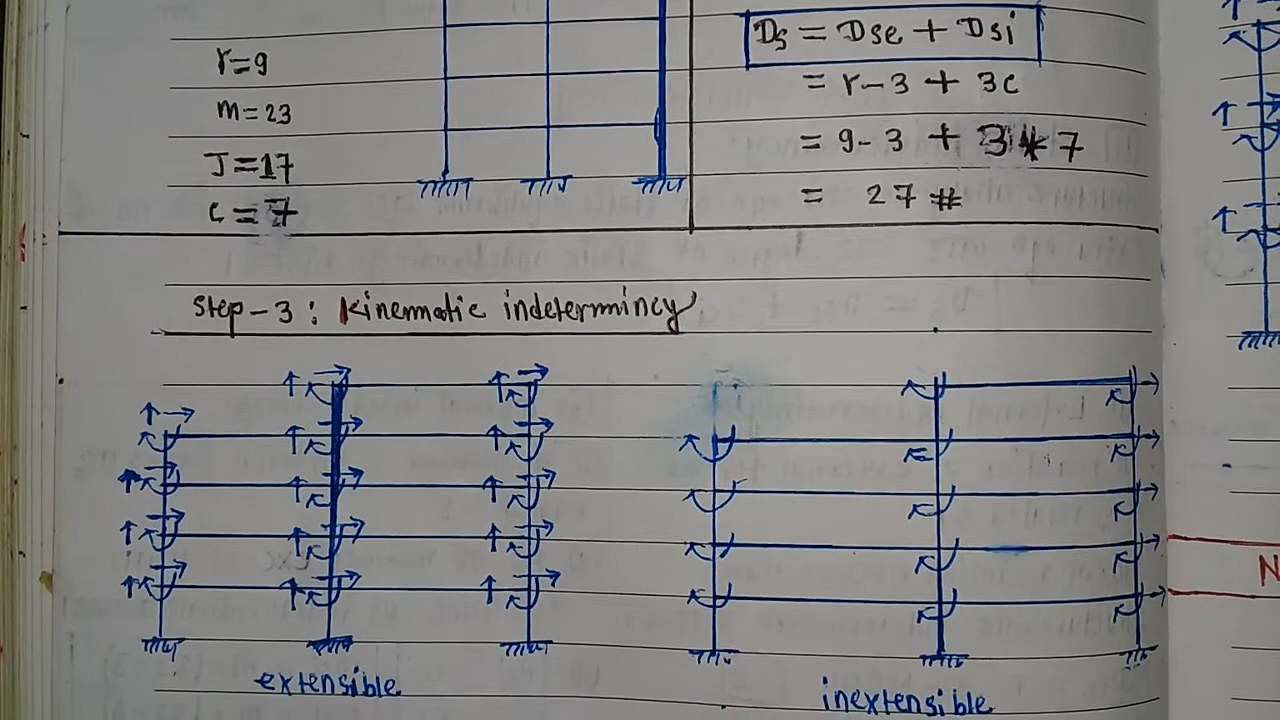 r=9
m=23
J=17
c=7
Ds = Dse + Dsi
= r-3 + 3c
= 9-3 + 3*7
= 27 #
Step-3: Kinematic indetermincy
extensible
inextensible
N